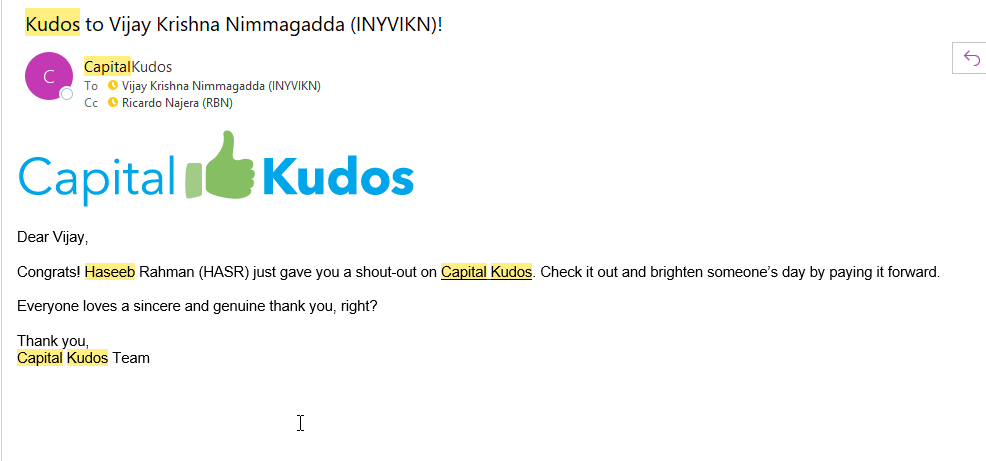 Kudos to Vijay Krishna Nimmagadda (INYVIKN)!
C
CapitalKudos
To Vijay Krishna Nimmagadda (INYVIKN)
Cc Ricardo Najera (RBN)
Capital Kudos
Dear Vijay,
Congrats! Haseeb Rahman (HASR) just gave you a shout-out on Capital Kudos. Check it out and brighten someone’s day by paying it forward.
Everyone loves a sincere and genuine thank you, right?
Thank you,
Capital Kudos Team